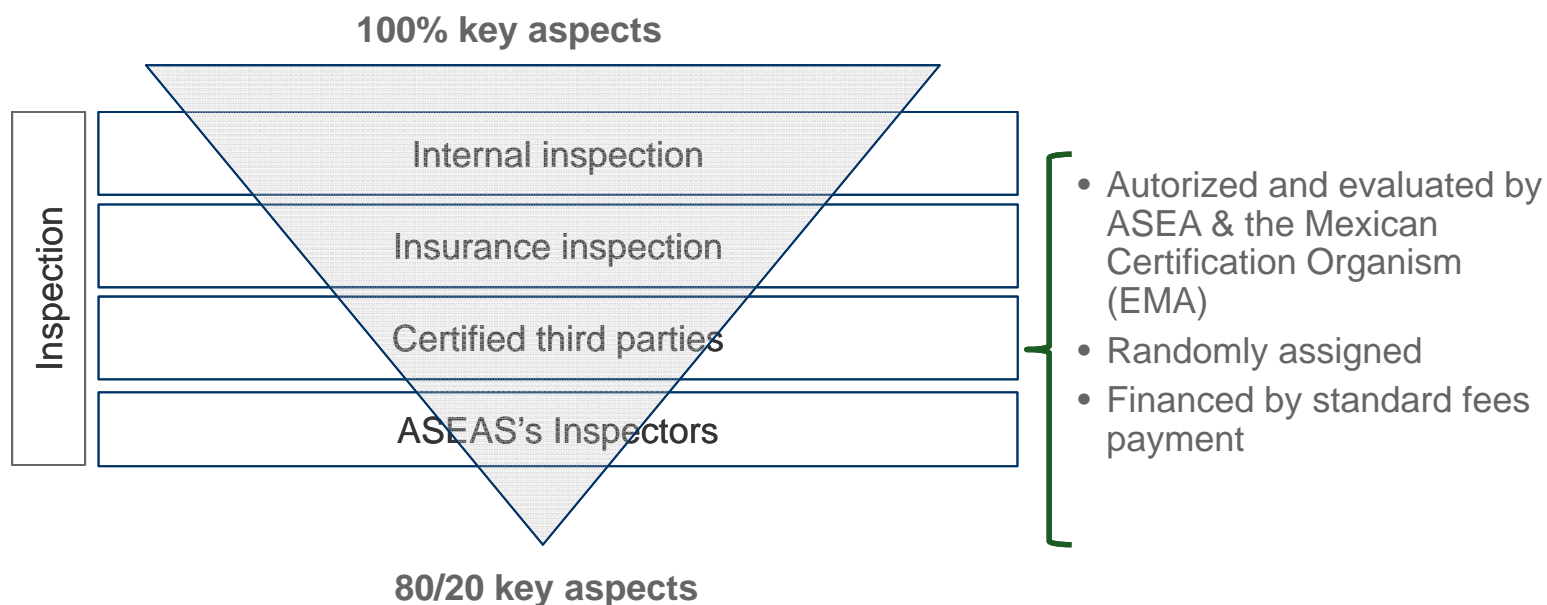 100% key aspects
Inspection
Internal inspection
Insurance inspection
Certified third parties
ASEAS's Inspectors
80/20 key aspects
• Autorized and evaluated by
ASEA & the Mexican
Certification Organism
(EMA)
• Randomly assigned
• Financed by standard fees
payment